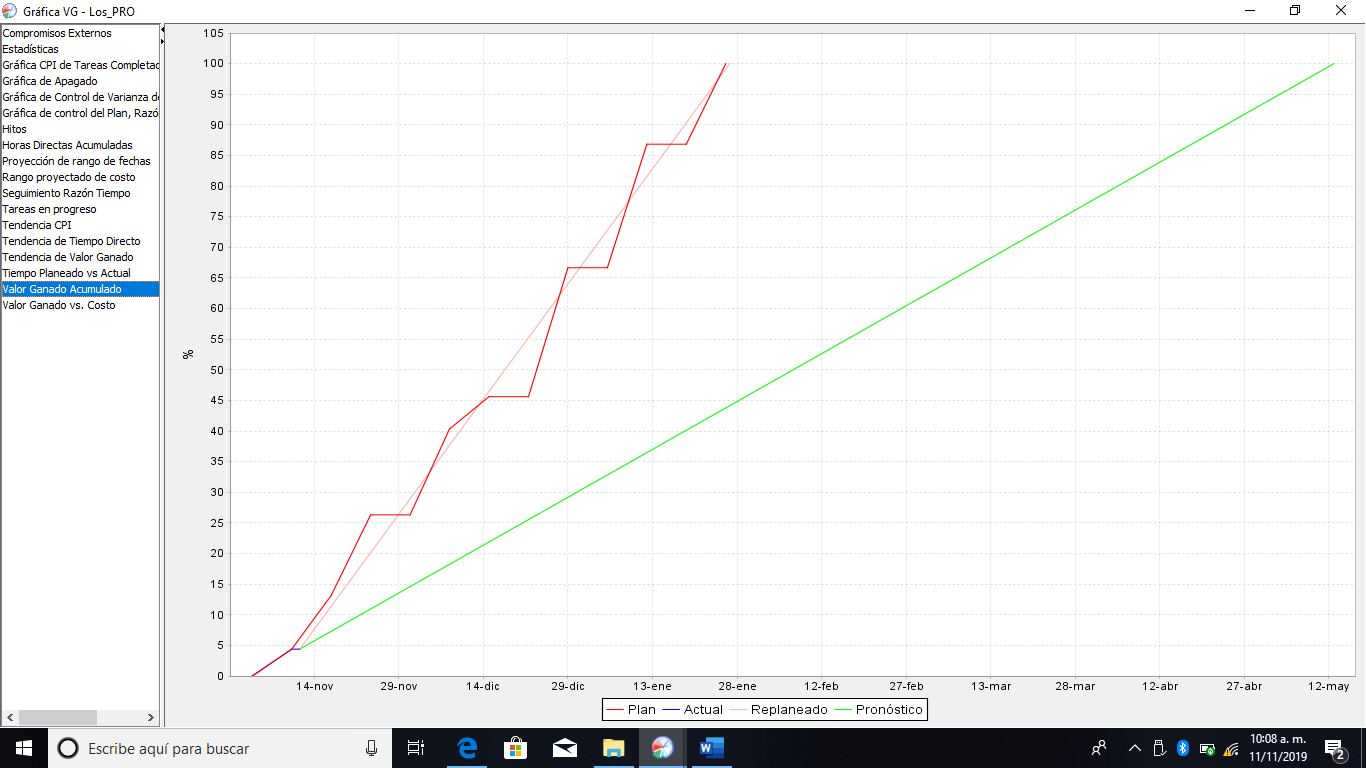 Gráfica VG - Los_PRO
Compromisos Externos
Estadísticas
Gráfica CPI de Tareas Completad
Gráfica de Apagado
Gráfica de Control de Varianza de
Gráfica de control del Plan, Razó
Hitos
Horas Directas Acumuladas
Proyección de rango de fechas
Rango proyectado de costo
Seguimiento Razón Tiempo
Tareas en progreso
Tendencia CPI
Tendencia de Tiempo Directo
Tendencia de Valor Ganado
Tiempo Planeado vs Actual
Valor Ganado Acumulado
Valor Ganado vs. Costo
105
100
95
90
85
80
75
70
65
60
55
50
45
40
35
30
25
20
15
10
5
0
%
14-nov 29-nov 14-dic 29-dic 13-ene 28-ene 12-feb 27-feb 13-mar 28-mar 12-abr 27-abr 12-may
Plan Actual Replaneado Pronóstico
Escribe aquí para buscar
10:08 a. m.
11/11/2019
2